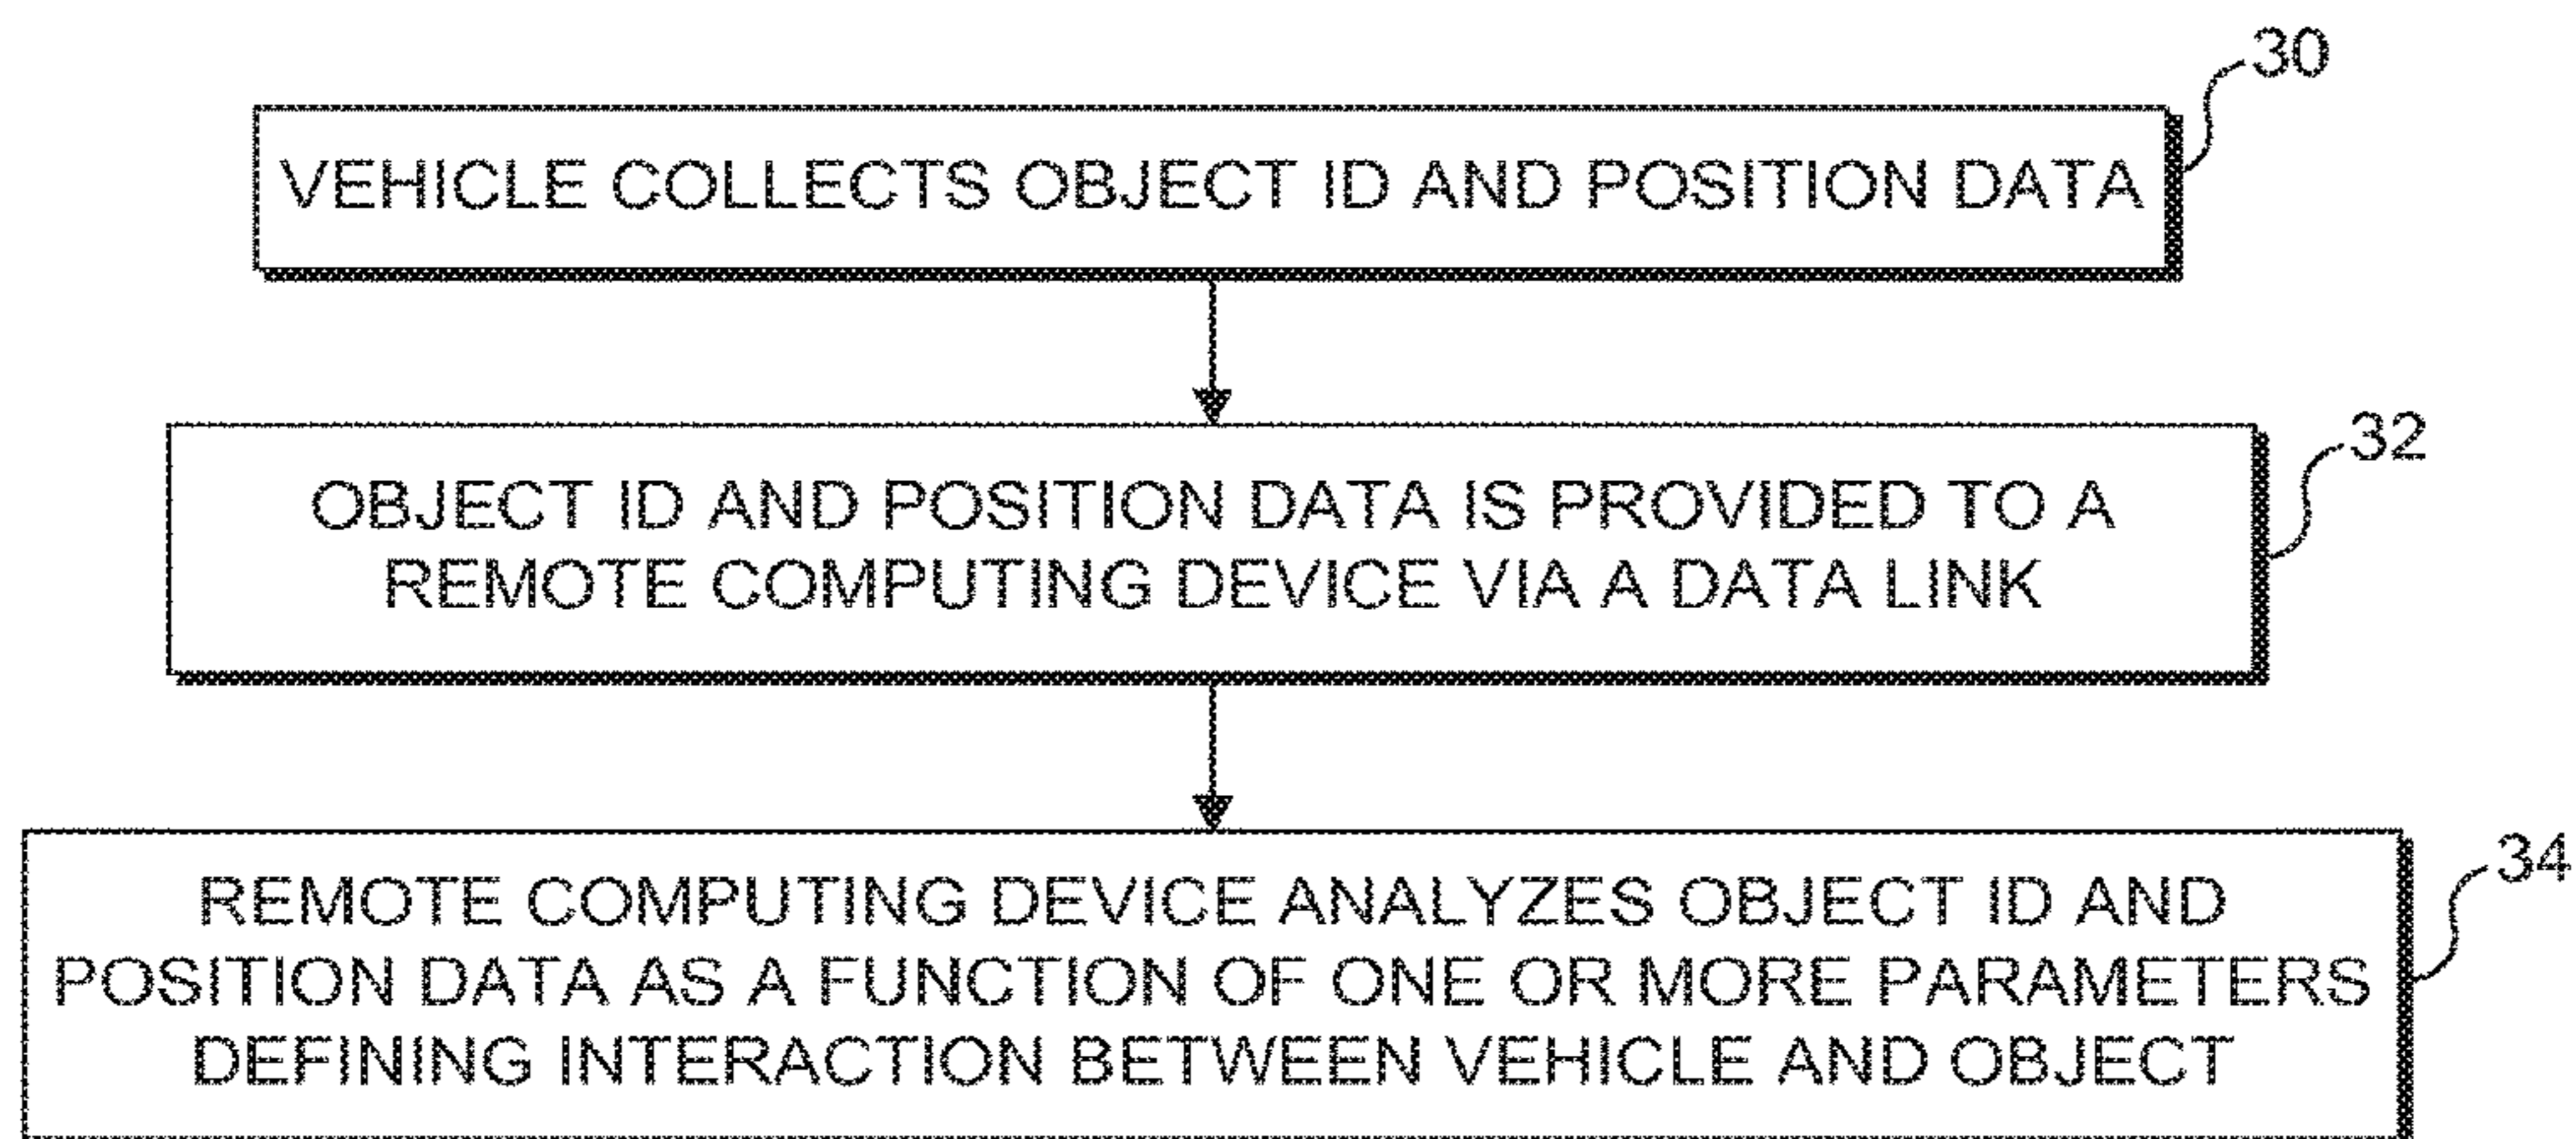 30
VEHICLE COLLECTS OBJECT ID AND POSITION DATA
32
OBJECT ID AND POSITION DATA IS PROVIDED TO A
REMOTE COMPUTING DEVICE VIA A DATA LINK
34
REMOTE COMPUTING DEVICE ANALYZES OBJECT ID AND
POSITION DATA AS A FUNCTION OF ONE OR MORE PARAMETERS
DEFINING INTERACTION BETWEEN VEHICLE AND OBJECT